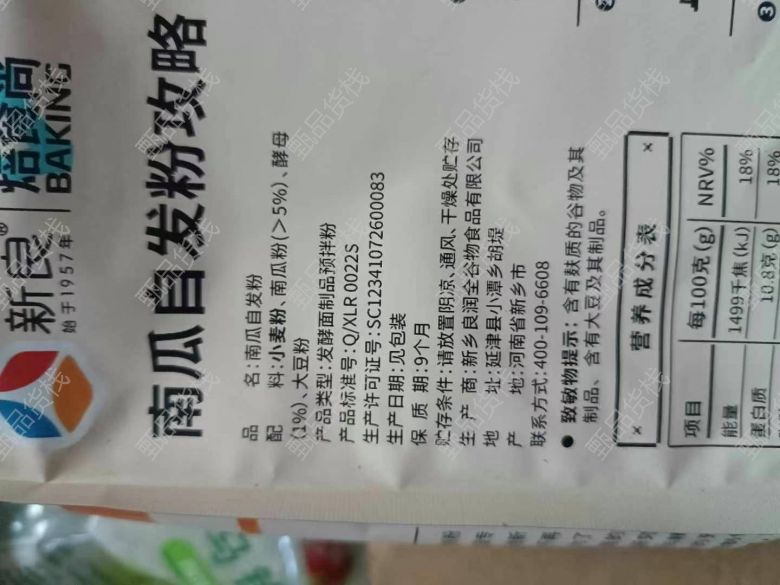 新良®
始于1957年
焙尝尚
BAKING
南瓜自发粉攻略
品 名:南瓜自发粉
配 料:小麦粉、南瓜粉(＞5%)、酵母
(1%)、大豆粉
产品类型:发酵面制品预拌粉
产品标准号:Q/XLR 0022S
生产许可证号:SC12341072600083
生产日期:见包装
保 质 期:9个月
贮存条件:请放置阴凉、通风、干燥处贮存
生 产 商:新乡良润全谷物食品有限公司
地 址:延津县小潭乡胡堤
产 地:河南省新乡市
联系方式:400-109-6608
● 致敏物提示:含有麸质的谷物及其
制品、含有大豆及其制品。
营养成分表
项目 每100克(g) NRV%
能量 1499千焦(kJ) 18%
蛋白质 10.8克(g) 18%
甄品货栈